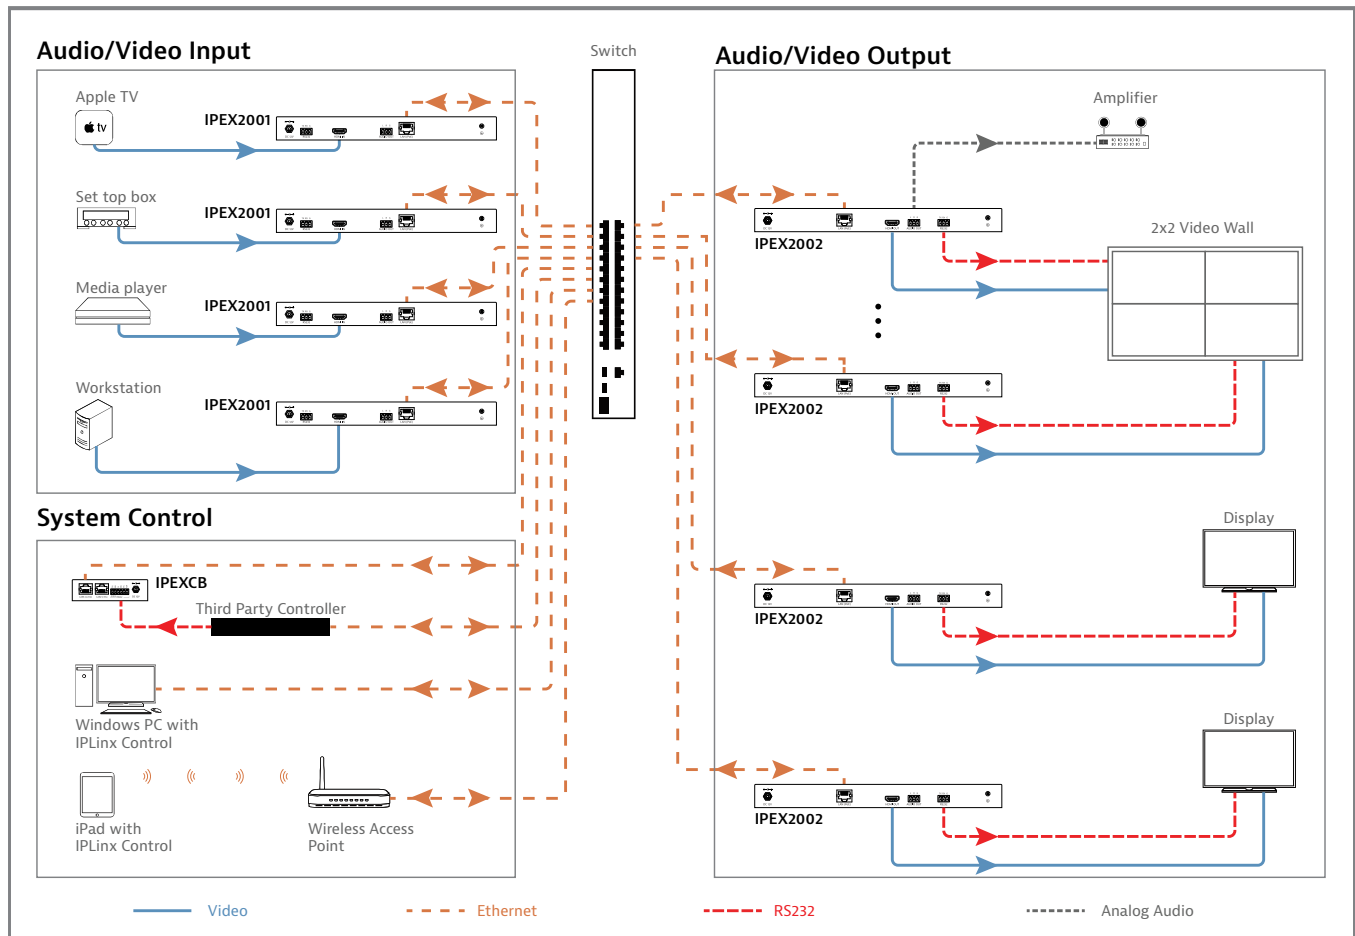 Audio/Video Input
Switch
Audio/Video Output
Apple TV
tv
IPEX2001
Set top box
IPEX2001
Media player
IPEX2001
Workstation
IPEX2001
Amplifier
IPEX2002
2x2 Video Wall
IPEX2002
System Control
IPEXCB
Third Party Controller
Windows PC with
IPLinx Control
iPad with
IPLinx Control
Wireless Access
Point
Display
IPEX2002
Display
IPEX2002
Video
Ethernet
RS232
Analog Audio